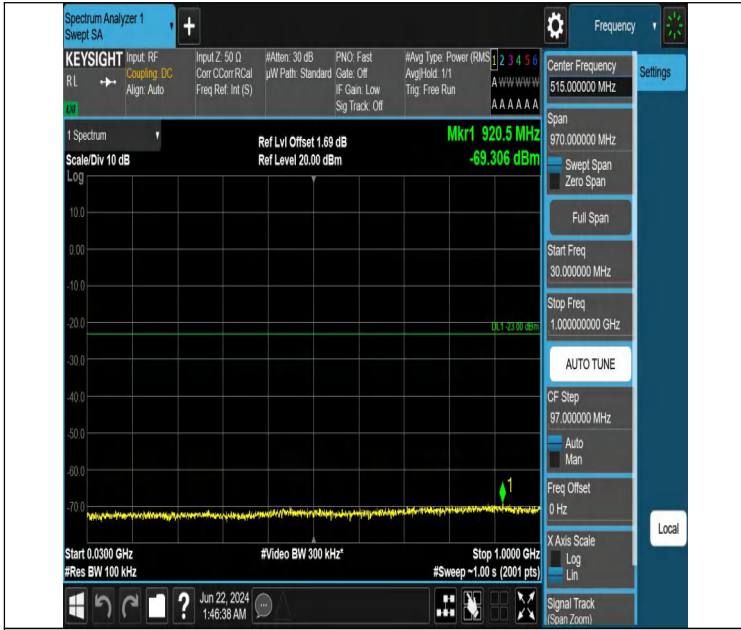 Spectrum Analyzer 1
Swept SA
+
Frequency
KEYSIGHT
RL
Input: RF
Coupling: DC
Align: Auto
Input Z: 50 Ω
Corr CCorr RCal
Freq Ref: Int (S)
#Atten: 30 dB
µW Path: Standard
PNO: Fast
Gate: Off
IF Gain: Low
Sig Track: Off
#Avg Type: Power (RMS
Avg|Hold: 1/1
Trig: Free Run
1 2 3 4 5 6
A W W W W W
A A A A A A
1 Spectrum
Scale/Div 10 dB
Log
Ref Lvl Offset 1.69 dB
Ref Level 20.00 dBm
Mkr1 920.5 MHz
-69.306 dBm
10.0
0.00
-10.0
-20.0
-30.0
-40.0
-50.0
-60.0
-70.0
DL1 -23.00 dBm
1
Start 0.0300 GHz
#Res BW 100 kHz
#Video BW 300 kHz*
Stop 1.0000 GHz
#Sweep ~1.00 s (2001 pts)
?
Jun 22, 2024
1:46:38 AM
Center Frequency
515.000000 MHz
Settings
Span
970.000000 MHz
Swept Span
Zero Span
Full Span
Start Freq
30.000000 MHz
Stop Freq
1.000000000 GHz
AUTO TUNE
CF Step
97.000000 MHz
Auto
Man
Freq Offset
0 Hz
Local
X Axis Scale
Log
Lin
Signal Track
(Span Zoom)